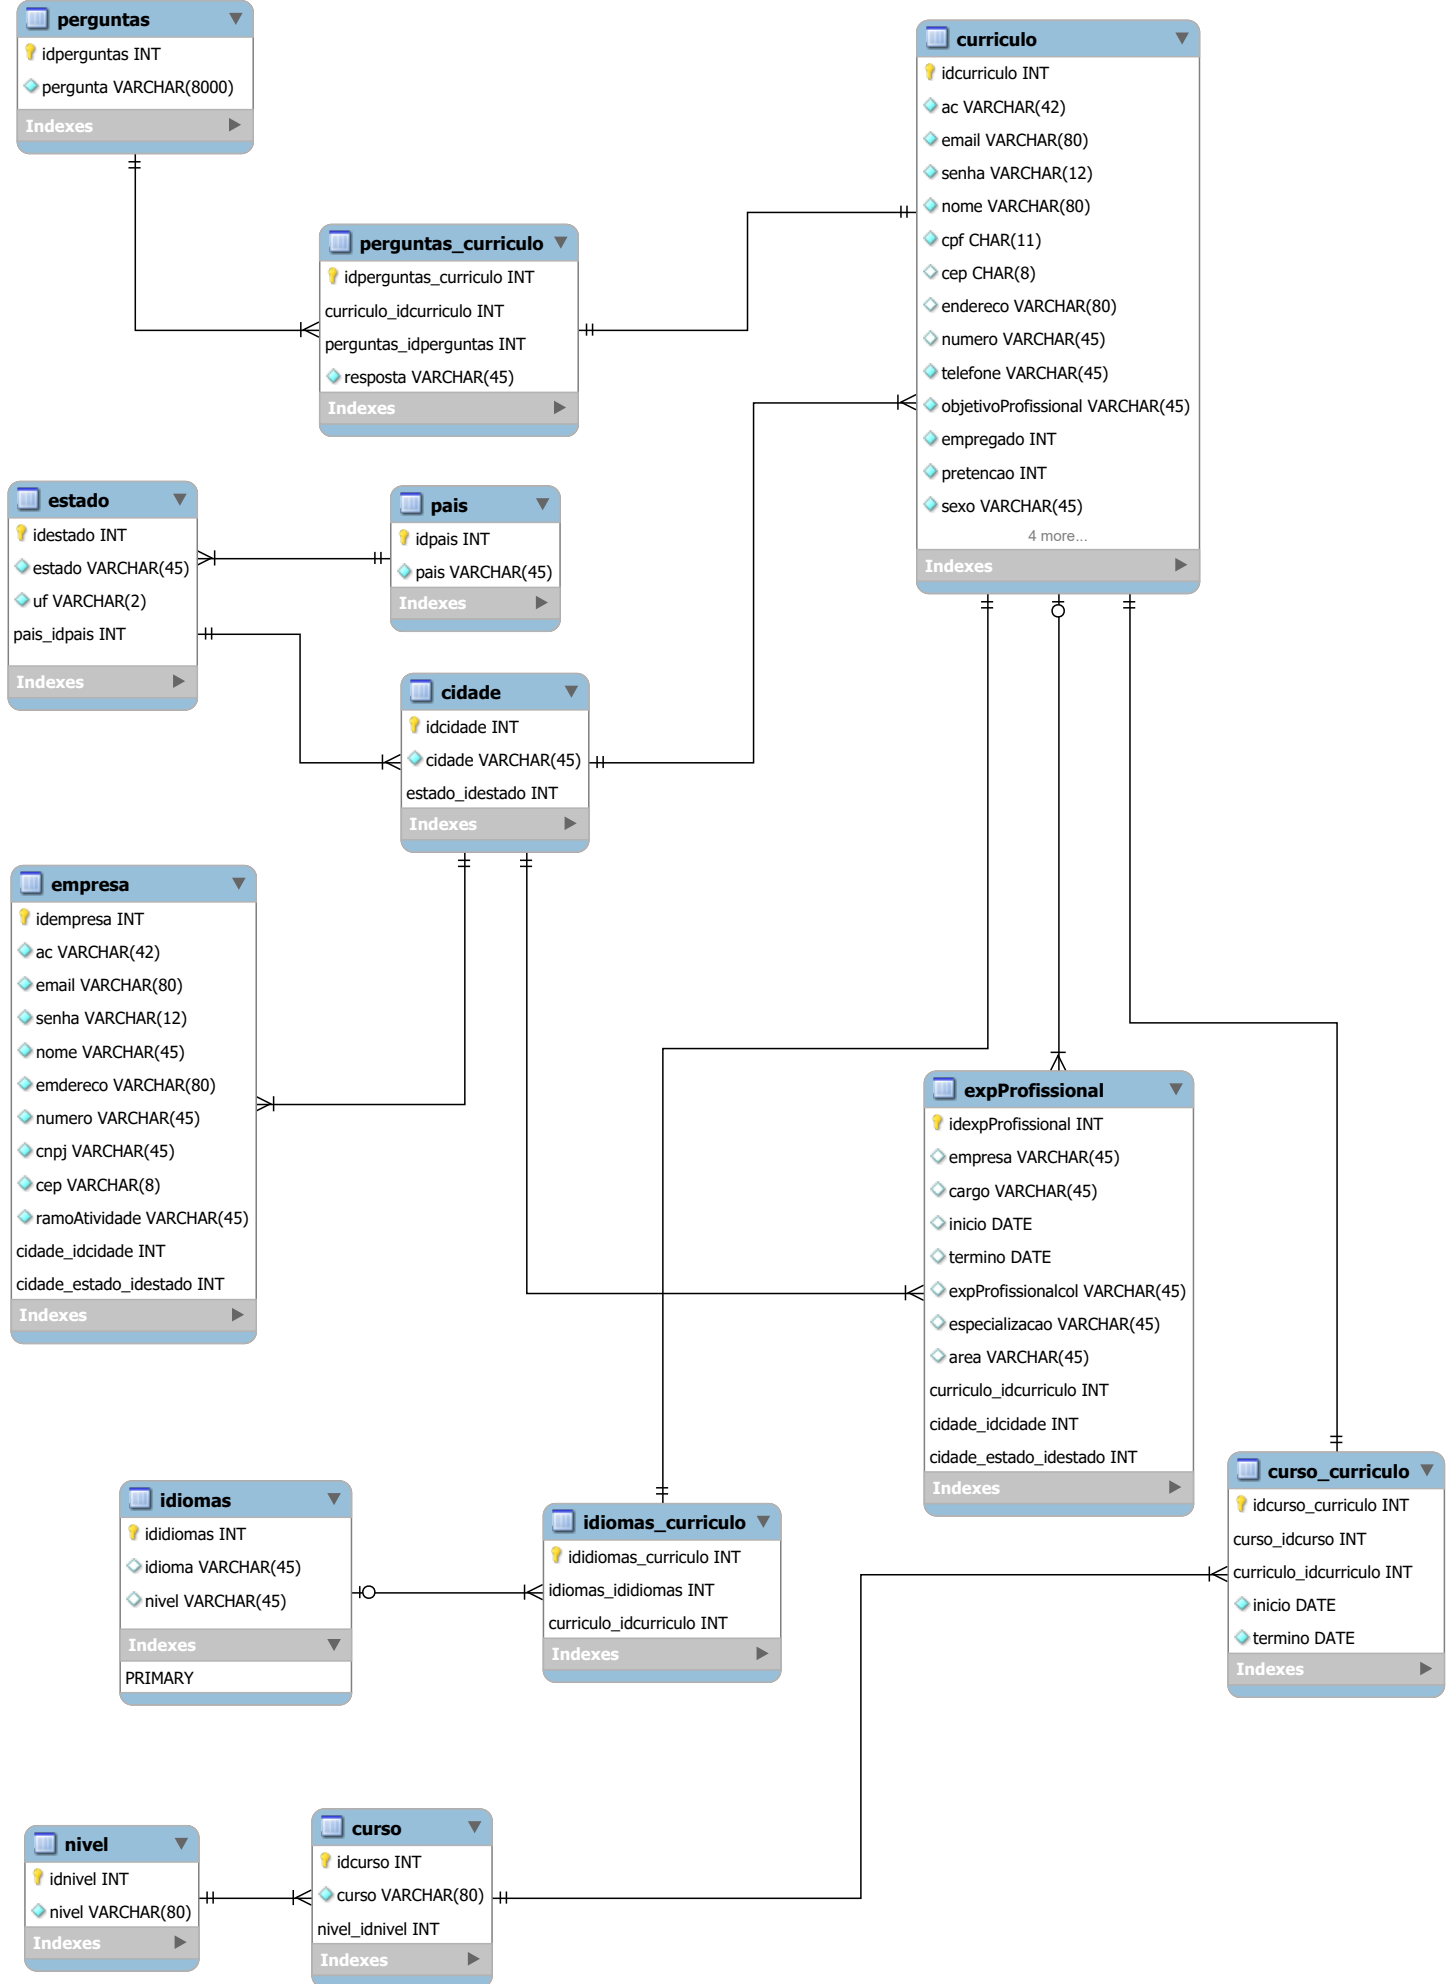 perguntas
idperguntas INT
pergunta VARCHAR(8000)
Indexes
curriculo
idcurriculo INT
ac VARCHAR(42)
email VARCHAR(80)
senha VARCHAR(12)
nome VARCHAR(80)
cpf CHAR(11)
cep CHAR(8)
endereco VARCHAR(80)
numero VARCHAR(45)
telefone VARCHAR(45)
objetivoProfissional VARCHAR(45)
empregado INT
pretencao INT
sexo VARCHAR(45)
4 more...
Indexes
perguntas_curriculo
idperguntas_curriculo INT
curriculo_idcurriculo INT
perguntas_idperguntas INT
resposta VARCHAR(45)
Indexes
estado
idestado INT
estado VARCHAR(45)
uf VARCHAR(2)
pais_idpais INT
Indexes
pais
idpais INT
pais VARCHAR(45)
Indexes
cidade
idcidade INT
cidade VARCHAR(45)
estado_idestado INT
Indexes
empresa
idempresa INT
ac VARCHAR(42)
email VARCHAR(80)
senha VARCHAR(12)
nome VARCHAR(45)
emdereco VARCHAR(80)
numero VARCHAR(45)
cnpj VARCHAR(45)
cep VARCHAR(8)
ramoAtividade VARCHAR(45)
cidade_idcidade INT
cidade_estado_idestado INT
Indexes
expProfissional
idexpProfissional INT
empresa VARCHAR(45)
cargo VARCHAR(45)
inicio DATE
termino DATE
expProfissionalcol VARCHAR(45)
especializacao VARCHAR(45)
area VARCHAR(45)
curriculo_idcurriculo INT
cidade_idcidade INT
cidade_estado_idestado INT
Indexes
curso_curriculo
idcurso_curriculo INT
curso_idcurso INT
curriculo_idcurriculo INT
inicio DATE
termino DATE
Indexes
idiomas
ididiomas INT
idioma VARCHAR(45)
nivel VARCHAR(45)
Indexes
PRIMARY
idiomas_curriculo
ididiomas_curriculo INT
idiomas_ididiomas INT
curriculo_idcurriculo INT
Indexes
nivel
idnivel INT
nivel VARCHAR(80)
Indexes
curso
idcurso INT
curso VARCHAR(80)
nivel_idnivel INT
Indexes